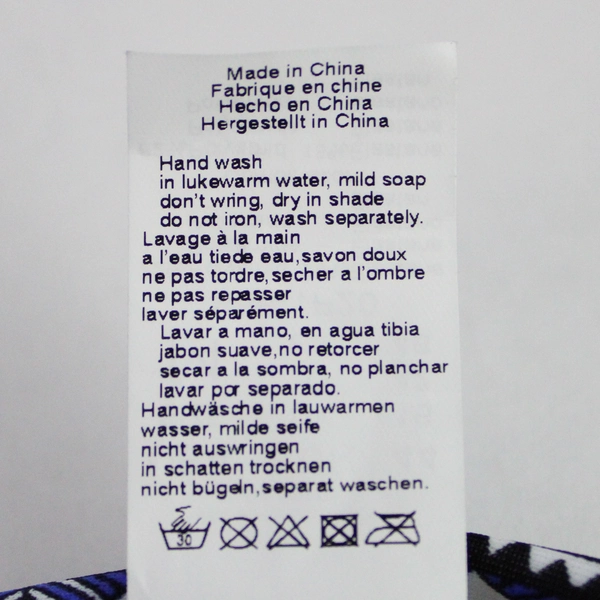 Made in China
Fabrique en chine
Hecho en China
Hergestellt in China
Hand wash
in lukewarm water, mild soap
don't wring, dry in shade
do not iron, wash separately.
Lavage à la main
a l'eau tiede eau,savon doux
ne pas tordre,secher a l'ombre
ne pas repasser
laver séparément.
Lavar a mano, en agua tibia
jabon suave,no retorcer
secar a la sombra, no planchar
lavar por separado.
Handwäsche in lauwarmen
wasser, milde seife
nicht auswringen
in schatten trocknen
nicht bügeln,separat waschen.
30